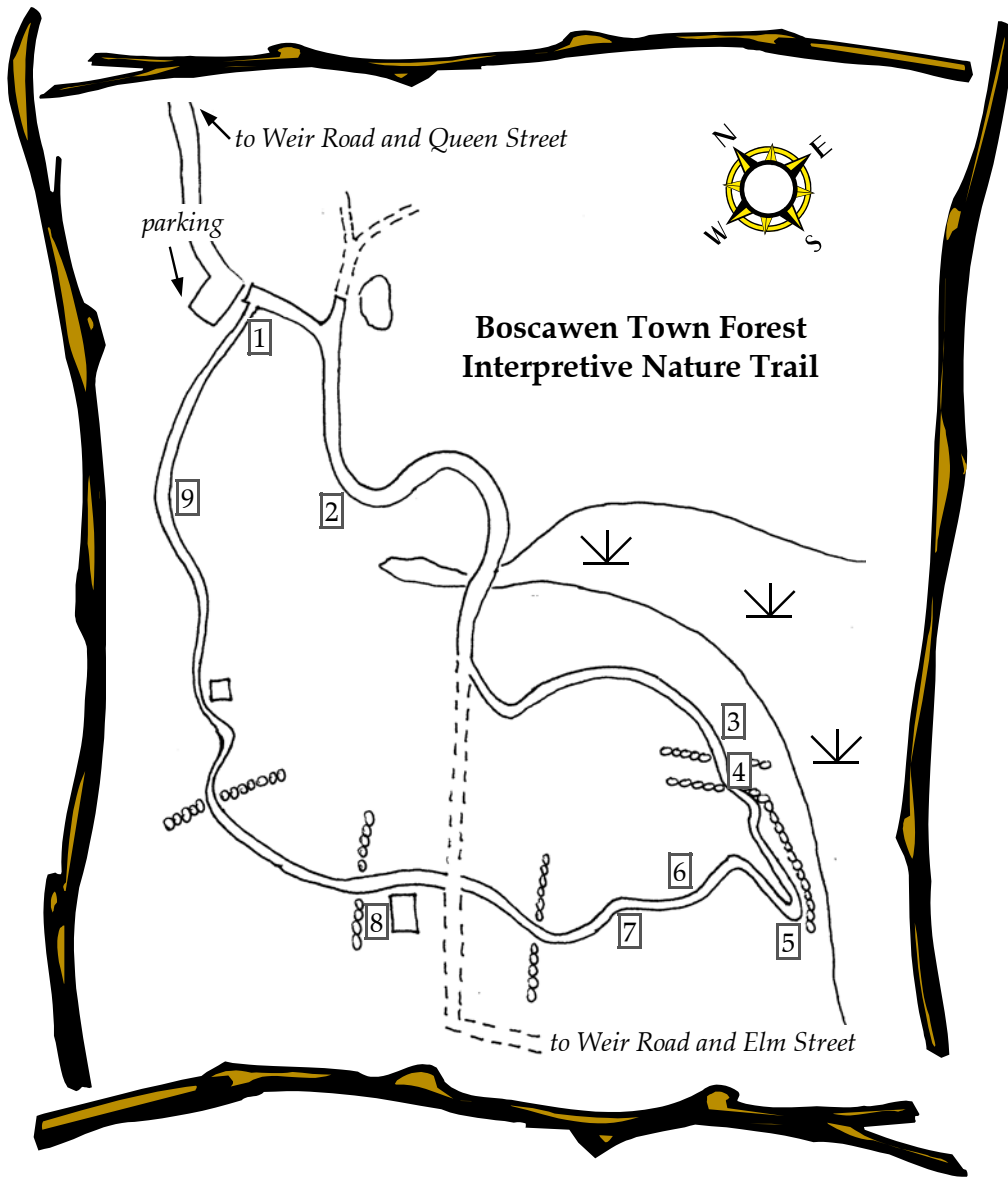 to Weir Road and Queen Street
N
E
W
S
parking
Boscawen Town Forest
Interpretive Nature Trail
1
2
9
3
4
6
7
8
5
to Weir Road and Elm Street